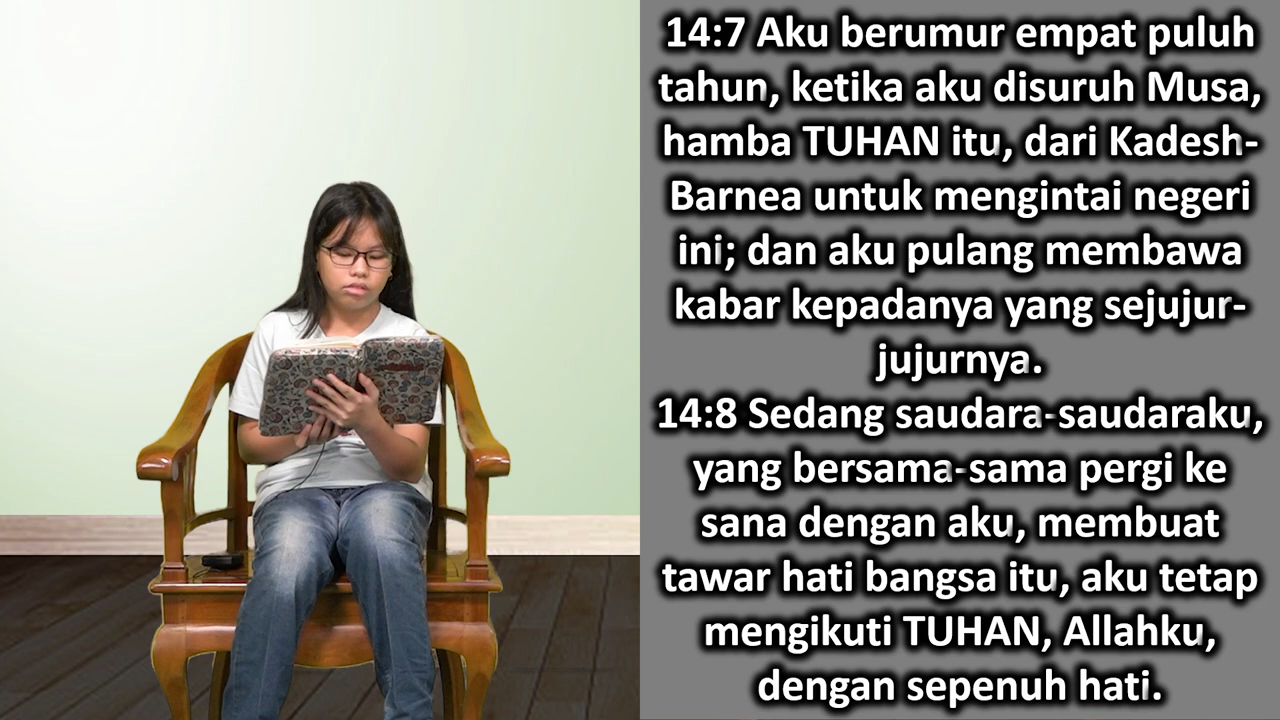 14:7 Aku berumur empat puluh
tahun, ketika aku disuruh Musa,
hamba TUHAN itu, dari Kadesh-
Barnea untuk mengintai negeri
ini; dan aku pulang membawa
kabar kepadanya yang sejujur-
jujurnya.
14:8 Sedang saudara-saudaraku,
yang bersama-sama pergi ke
sana dengan aku, membuat
tawar hati bangsa itu, aku tetap
mengikuti TUHAN, Allahku,
dengan sepenuh hati.